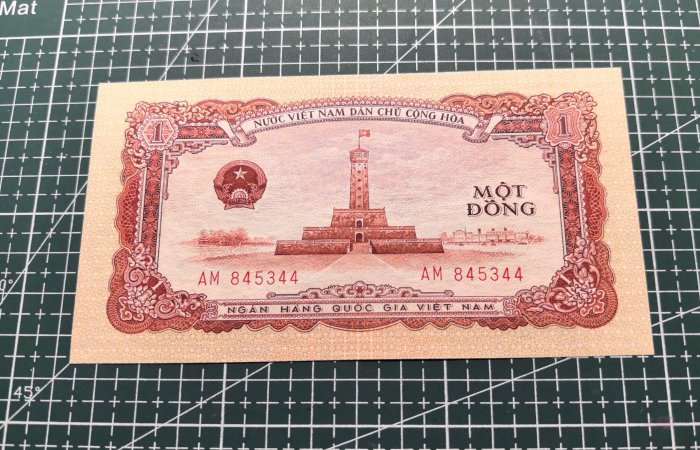 Mat
NƯỚC VIỆT NAM DÂN CHỦ CỘNG HÒA
1
1
MỘT
ĐỒNG
AM 845344
AM 845344
NGÂN HÀNG QUỐC GIA VIỆT NAM
45°